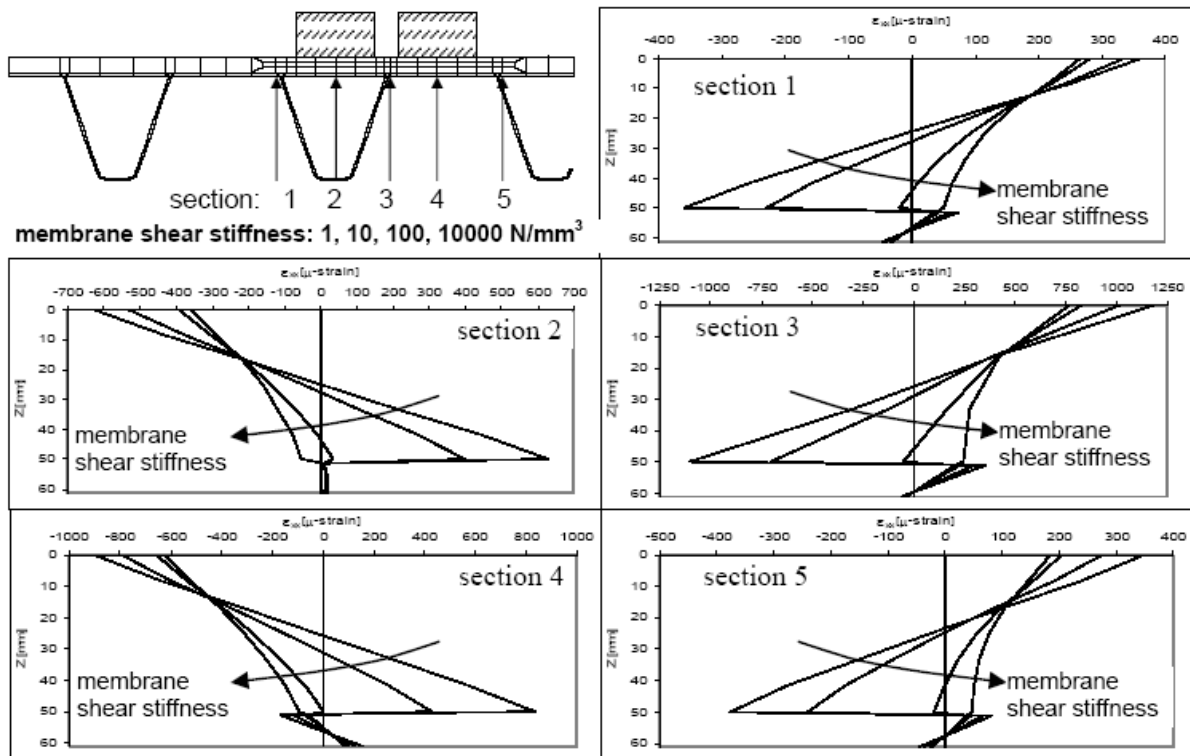 section: 1 2 3 4 5
membrane shear stiffness: 1, 10, 100, 10000 N/mm³
εxx[μ-strain]
-400 -300 -200 -100 0 100 200 300 400
0
10
20
30
40
50
60
Z[mm]
section 1
membrane
shear stiffness
εxx[μ-strain]
-700 -600 -500 -400 -300 -200 -100 0 100 200 300 400 500 600 700
0
10
20
30
40
50
60
Z[mm]
section 2
membrane
shear stiffness
εxx[μ-strain]
-1250 -1000 -750 -500 -250 0 250 500 750 1000 1250
0
10
20
30
40
50
60
Z[mm]
section 3
membrane
shear stiffness
εxx[μ-strain]
-1000 -800 -600 -400 -200 0 200 400 600 800 1000
0
10
20
30
40
50
60
Z[mm]
section 4
membrane
shear stiffness
εxx[μ-strain]
-500 -400 -300 -200 -100 0 100 200 300 400
0
10
20
30
40
50
60
Z[mm]
section 5
membrane
shear stiffness